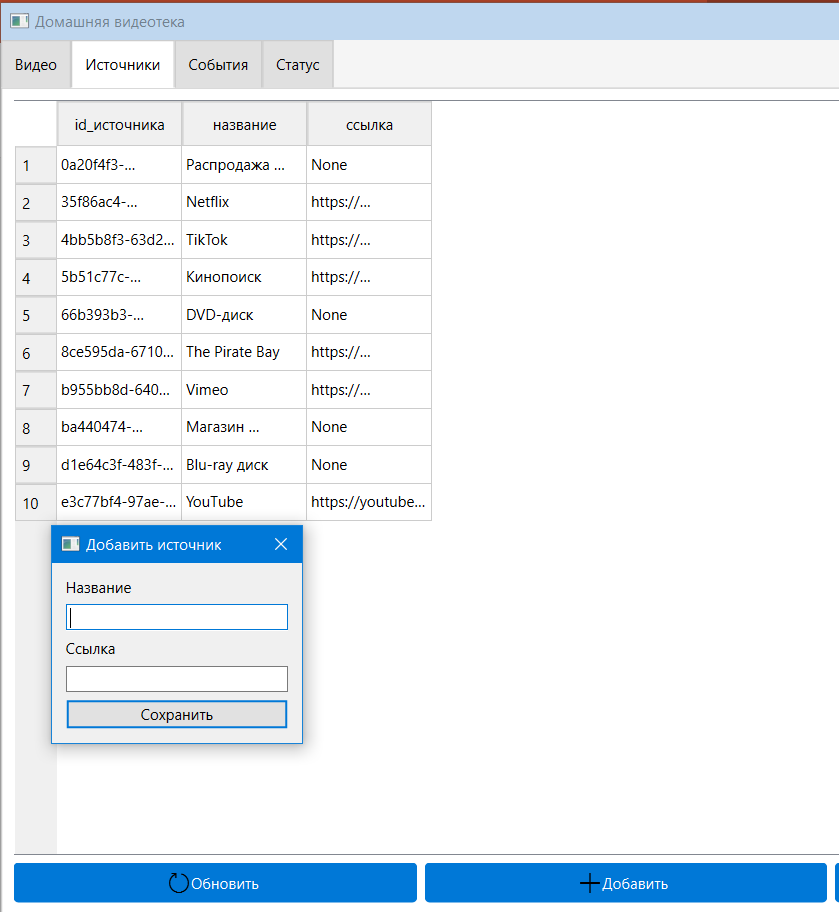 Домашняя видеотека
Видео Источники События Статус
id_источника название ссылка
1 0a20f4f3-... Распродажа ... None
2 35f86ac4-... Netflix https://...
3 4bb5b8f3-63d2... TikTok https://...
4 5b51c77c-... Кинопоиск https://...
5 66b393b3-... DVD-диск None
6 8ce595da-6710... The Pirate Bay https://...
7 b955bb8d-640... Vimeo https://...
8 ba440474-... Магазин ... None
9 d1e64c3f-483f-... Blu-ray диск None
10 e3c77bf4-97ae-... YouTube https://youtube...
Добавить источник
Название
Ссылка
Сохранить
Обновить Добавить